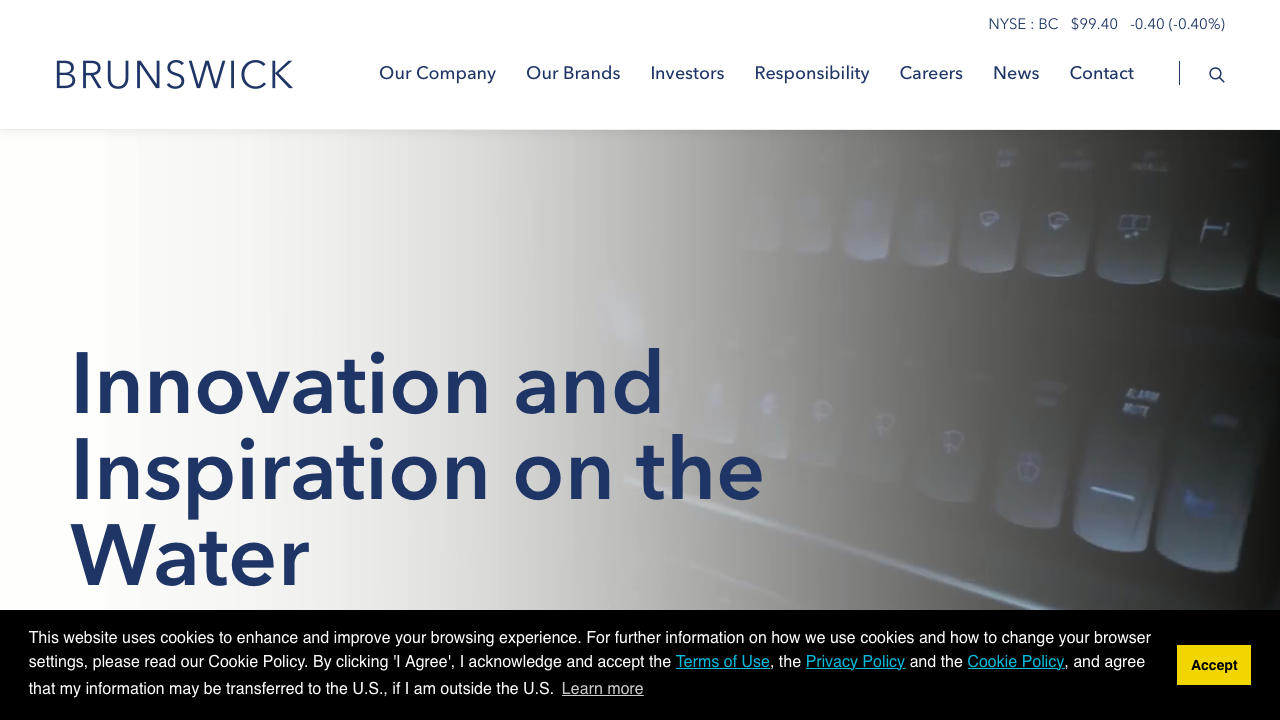 NYSE : BC $99.40 -0.40 (-0.40%)
BRUNSWICK
Our Company Our Brands Investors Responsibility Careers News Contact
ALARM
MUTE
Innovation and
Inspiration on the
Water
This website uses cookies to enhance and improve your browsing experience. For further information on how we use cookies and how to change your browser
settings, please read our Cookie Policy. By clicking 'I Agree', I acknowledge and accept the Terms of Use, the Privacy Policy and the Cookie Policy, and agree
that my information may be transferred to the U.S., if I am outside the U.S. Learn more
Accept